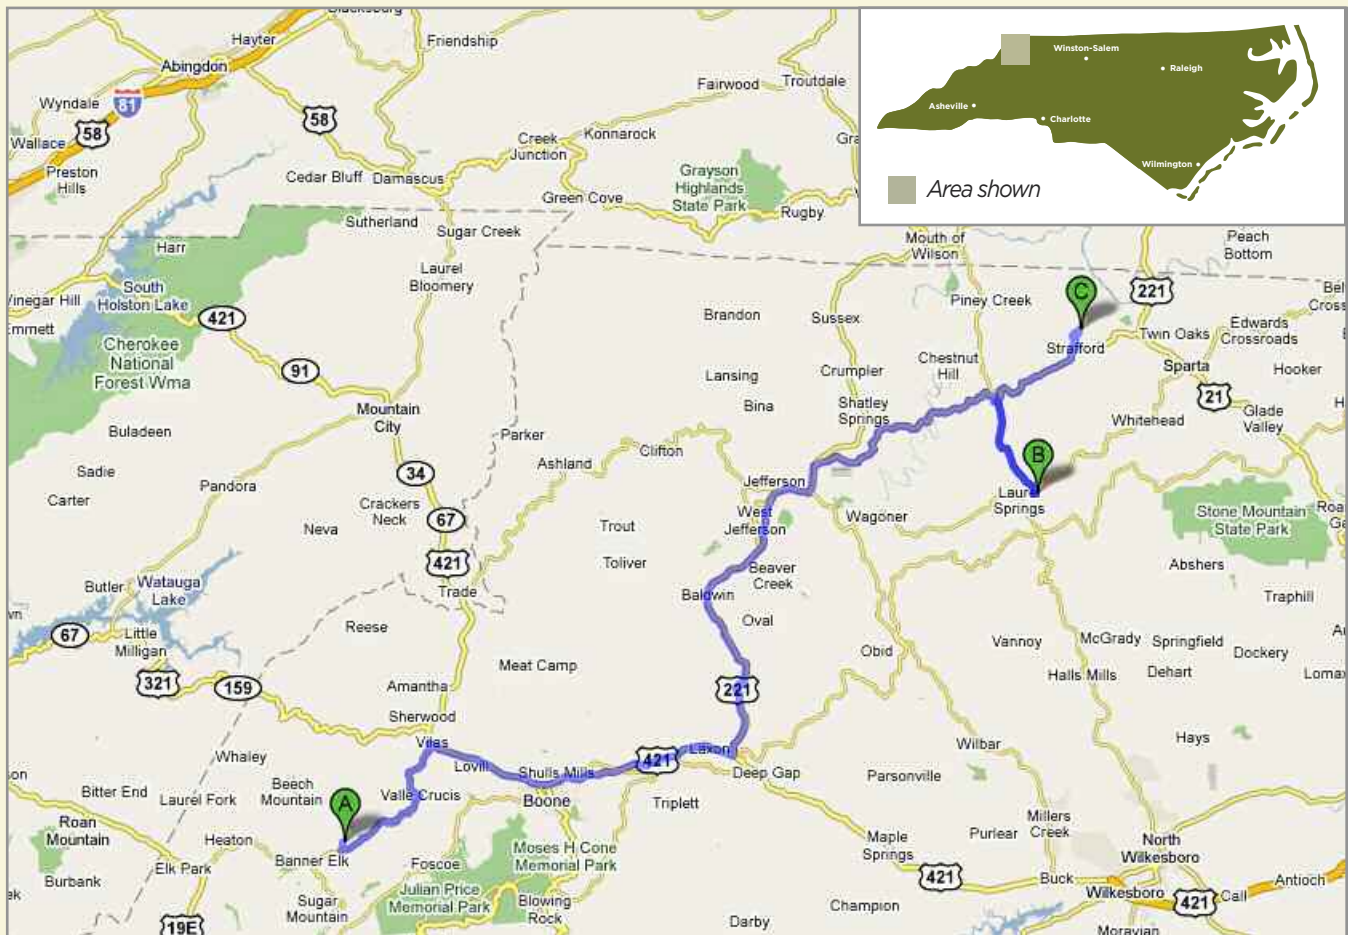 Hayter
Friendship
Abingdon
Fairwood
Troutdale
Wyndale
81
58
58
Wallace
Creek
Junction
Konnarock
Preston
Hills
Cedar Bluff
Damascus
Grayson
Highlands
State Park
Green Cove
Rugby
Sutherland
Sugar Creek
Winston-Salem
Raleigh
Asheville
Charlotte
Wilmington
Area shown
Harr
Mouth of
Wilson
Peach
Bottom
Laurel
Bloomery
South
Holston Lake
421
Piney Creek
C
221
Brandon
Sussex
Twin Oaks
Edwards
Crossroads
Cherokee
National
Forest Wma
91
Strafford
Chestnut
Hill
Sparta
Hooker
Lansing
Crumpler
21
Bina
Shatley
Springs
Mountain
City
Whitehead
Glade
Valley
Buladeen
Parker
Clifton
Ashland
B
Sadie
34
Pandora
Jefferson
Carter
Crackers
Neck
Laurel
Springs
West
Jefferson
Wagoner
Stone Mountain
State Park
Neva
67
Trout
421
Toliver
Beaver
Creek
Abshers
Butler
Watauga
Lake
Trade
Baldwin
Traphill
67
Little
Milligan
Reese
Oval
Vannoy
McGrady
Springfield
Obid
Dockery
Meat Camp
Halls Mills
Dehart
321
159
Amantha
221
Sherwood
Vilas
Whaley
Lovill
Laxon
421
Wilbar
Hays
Shulls Mills
Deep Gap
Parsonville
Bitter End
Laurel Fork
Beech
Mountain
A
Valle Crucis
Boone
Triplett
Roan
Mountain
Heaton
Millers
Creek
Purlear
Maple
Springs
North
Wilkesboro
Elk Park
Banner Elk
Foscoe
Moses H Cone
Memorial Park
Burbank
421
Buck
Wilkesboro
421
Call
Antioch
Julian Price
Memorial Park
Sugar
Mountain
Blowing
Rock
Champion
19E
Darby
Moravian